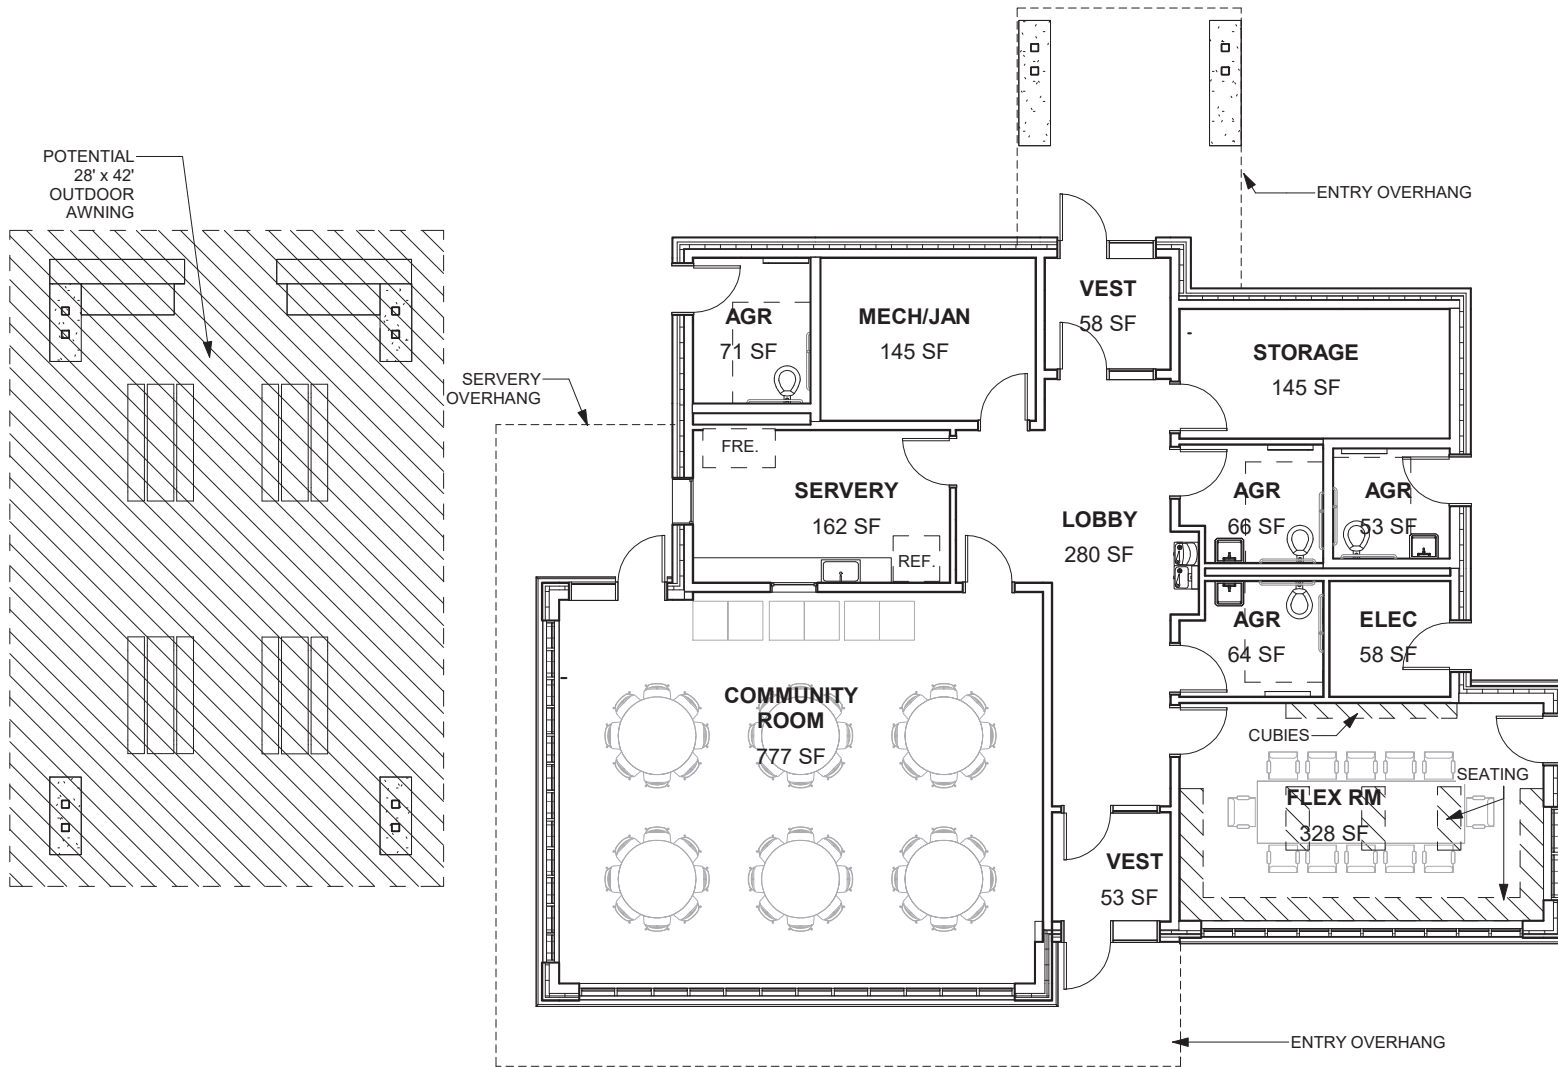 POTENTIAL
28' x 42'
OUTDOOR
AWNING
ENTRY OVERHANG
SERVERY
OVERHANG
AGR
71 SF
MECH/JAN
145 SF
VEST
58 SF
STORAGE
145 SF
FRE.
SERVERY
162 SF
REF.
LOBBY
280 SF
AGR
66 SF
AGR
53 SF
AGR
64 SF
ELEC
58 SF
COMMUNITY
ROOM
777 SF
CUBIES
SEATING
FLEX RM
328 SF
VEST
53 SF
ENTRY OVERHANG